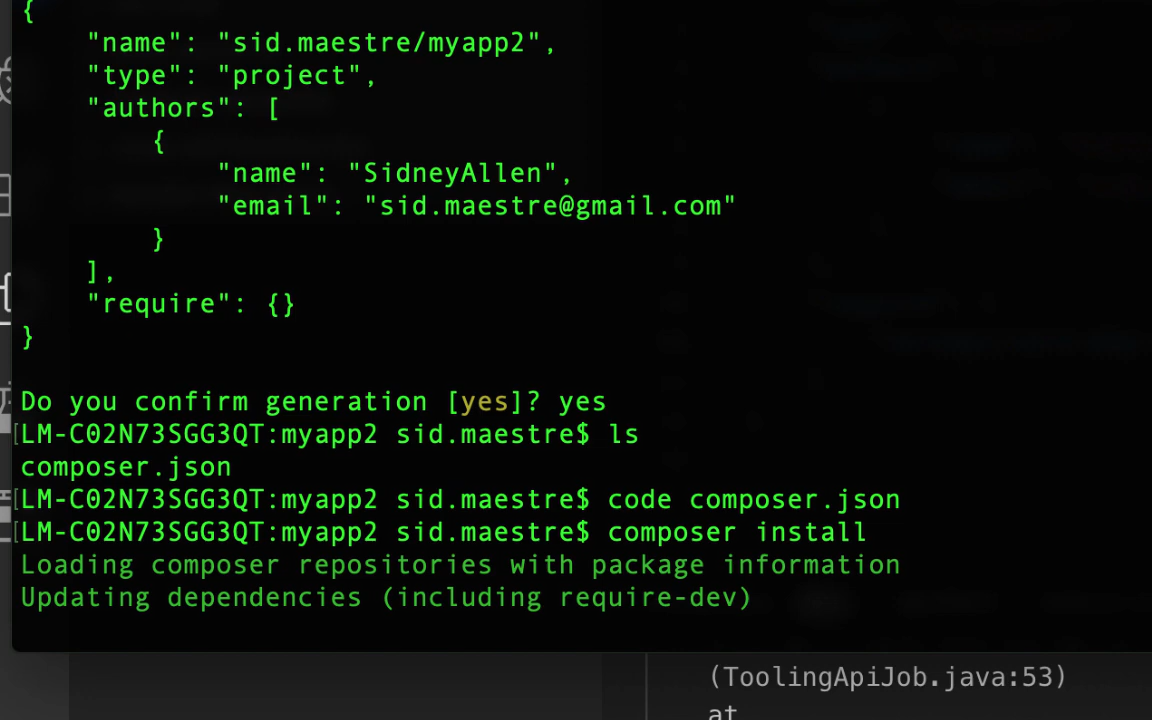 {
"name": "sid.maestre/myapp2",
"type": "project",
"authors": [
{
"name": "SidneyAllen",
"email": "sid.maestre@gmail.com"
}
],
"require": {}
}
Do you confirm generation [yes]? yes
[LM-C02N73SGG3QT:myapp2 sid.maestre$ ls
composer.json
[LM-C02N73SGG3QT:myapp2 sid.maestre$ code composer.json
[LM-C02N73SGG3QT:myapp2 sid.maestre$ composer install
Loading composer repositories with package information
Updating dependencies (including require-dev)
(ToolingApiJob.java:53)
at